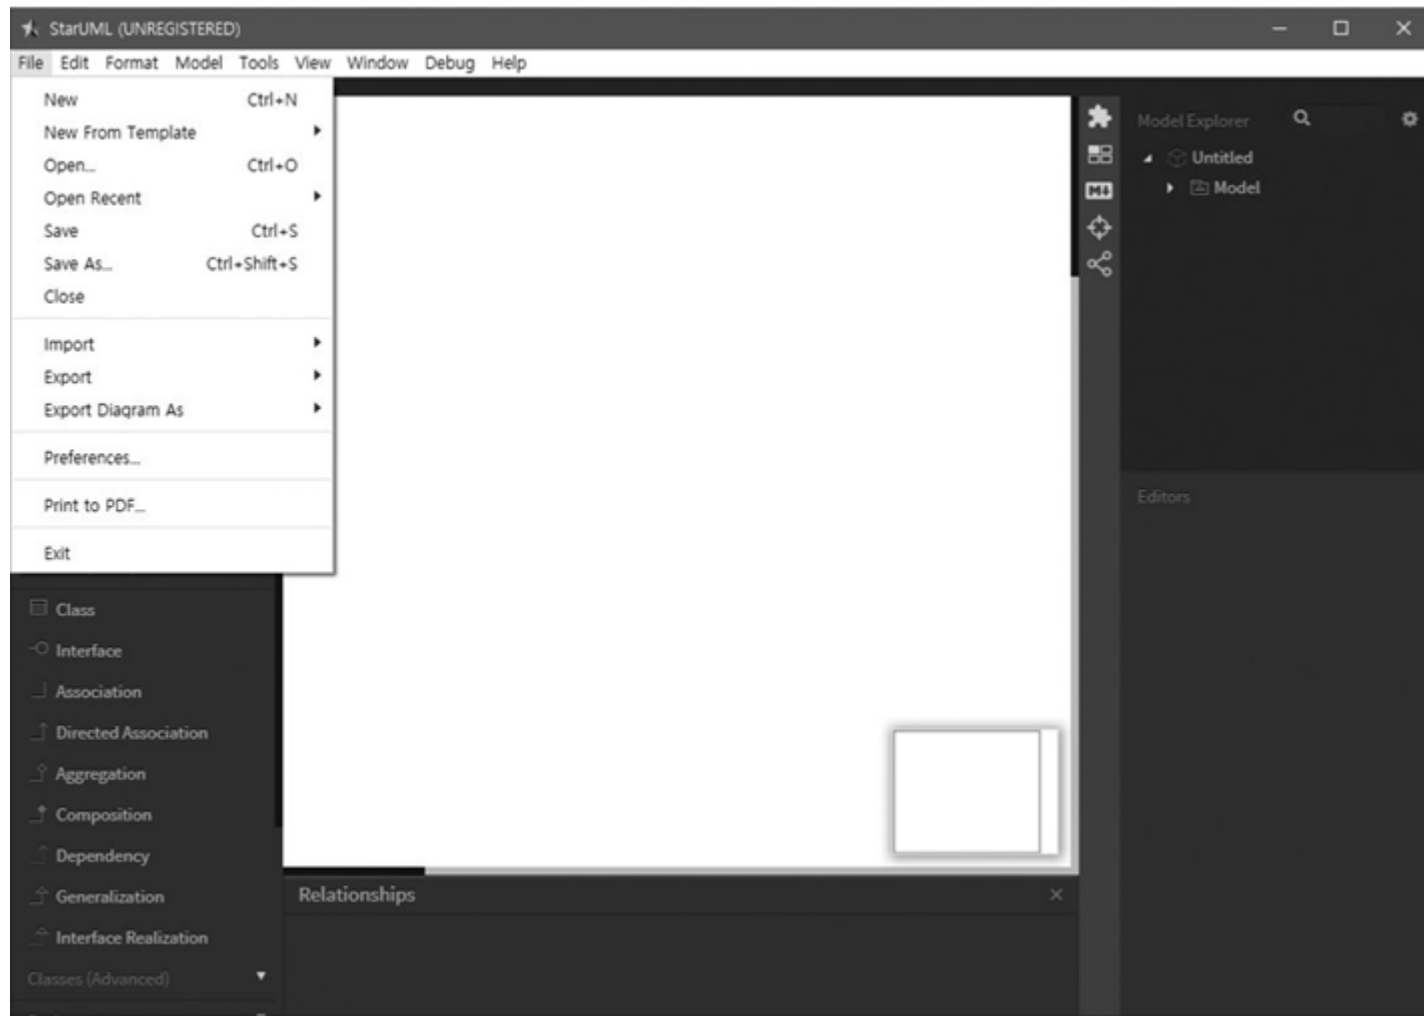 StarUML (UNREGISTERED)
File Edit Format Model Tools View Window Debug Help
New Ctrl+N
New From Template
Open... Ctrl+O
Open Recent
Save Ctrl+S
Save As... Ctrl+Shift+S
Close
Import
Export
Export Diagram As
Preferences...
Print to PDF...
Exit
Class
Interface
Association
Directed Association
Aggregation
Composition
Dependency
Generalization
Interface Realization
Classes (Advanced)
Relationships
Model Explorer
Untitled
Model
Editors